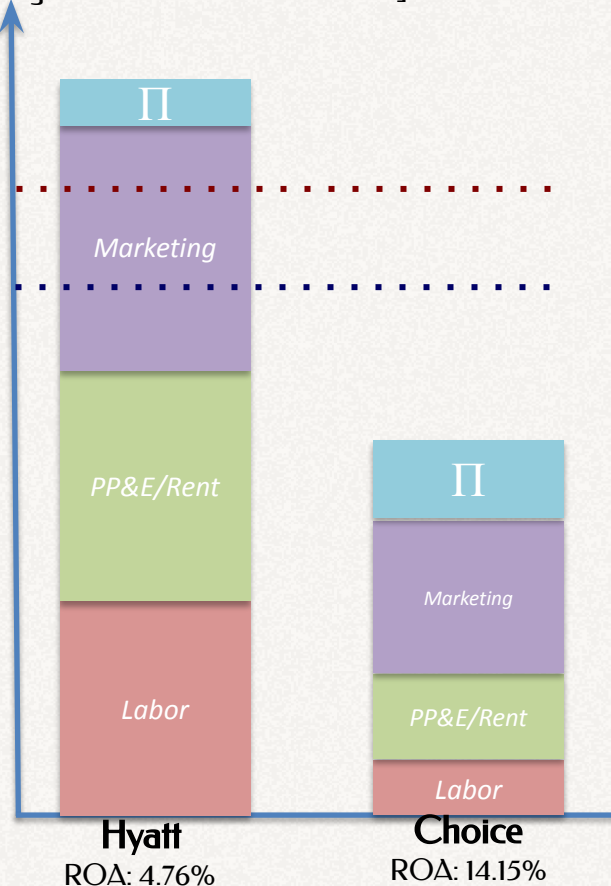 Π
Marketing
PP&E/Rent
Labor
Hyatt
ROA: 4.76%
Π
Marketing
PP&E/Rent
Labor
Choice
ROA: 14.15%